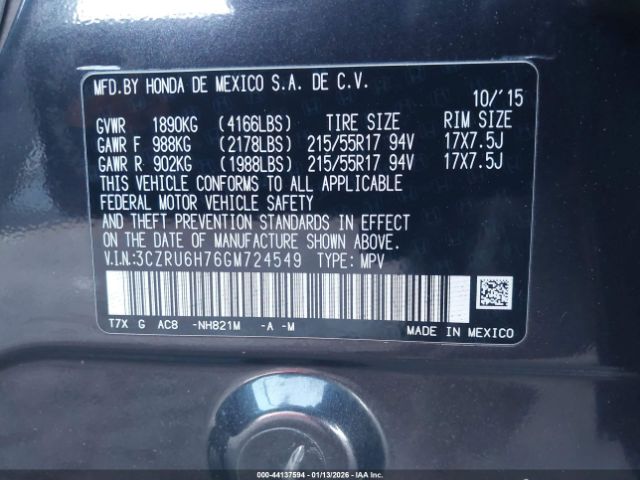 MFD.BY HONDA DE MEXICO S.A. DE C.V.
10/'15
GVWR 1890KG (4166LBS) TIRE SIZE RIM SIZE
GAWR F 988KG (2178LBS) 215/55R17 94V 17X7.5J
GAWR R 902KG (1988LBS) 215/55R17 94V 17X7.5J
THIS VEHICLE CONFORMS TO ALL APPLICABLE
FEDERAL MOTOR VEHICLE SAFETY
AND THEFT PREVENTION STANDARDS IN EFFECT
ON THE DATE OF MANUFACTURE SHOWN ABOVE.
V.I.N.:3CZRU6H76GM724549 TYPE: MPV
T7X G AC8 -NH821M -A -M
MADE IN MEXICO
000-44137594 - 01/13/2026 - IAA INC.